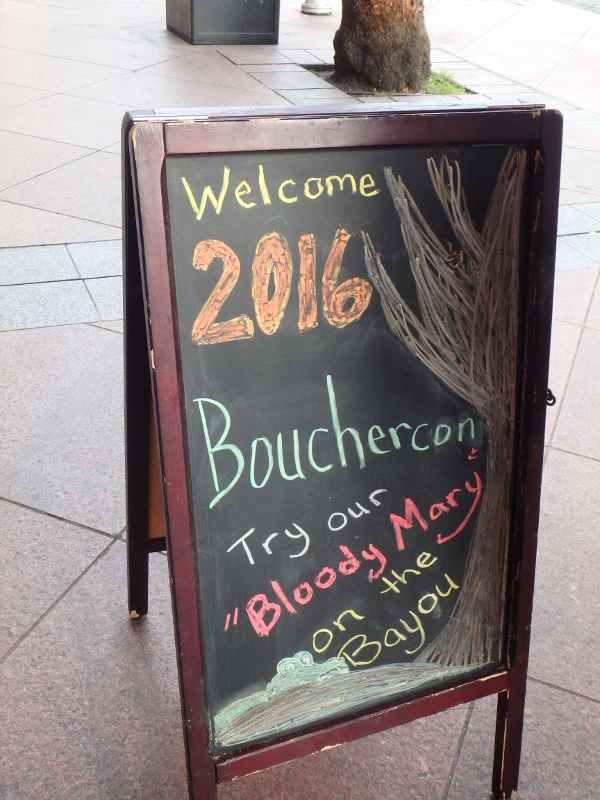 Welcome
2016
Bouchercon
Try our
"Bloody Mary"
on the
Bayou